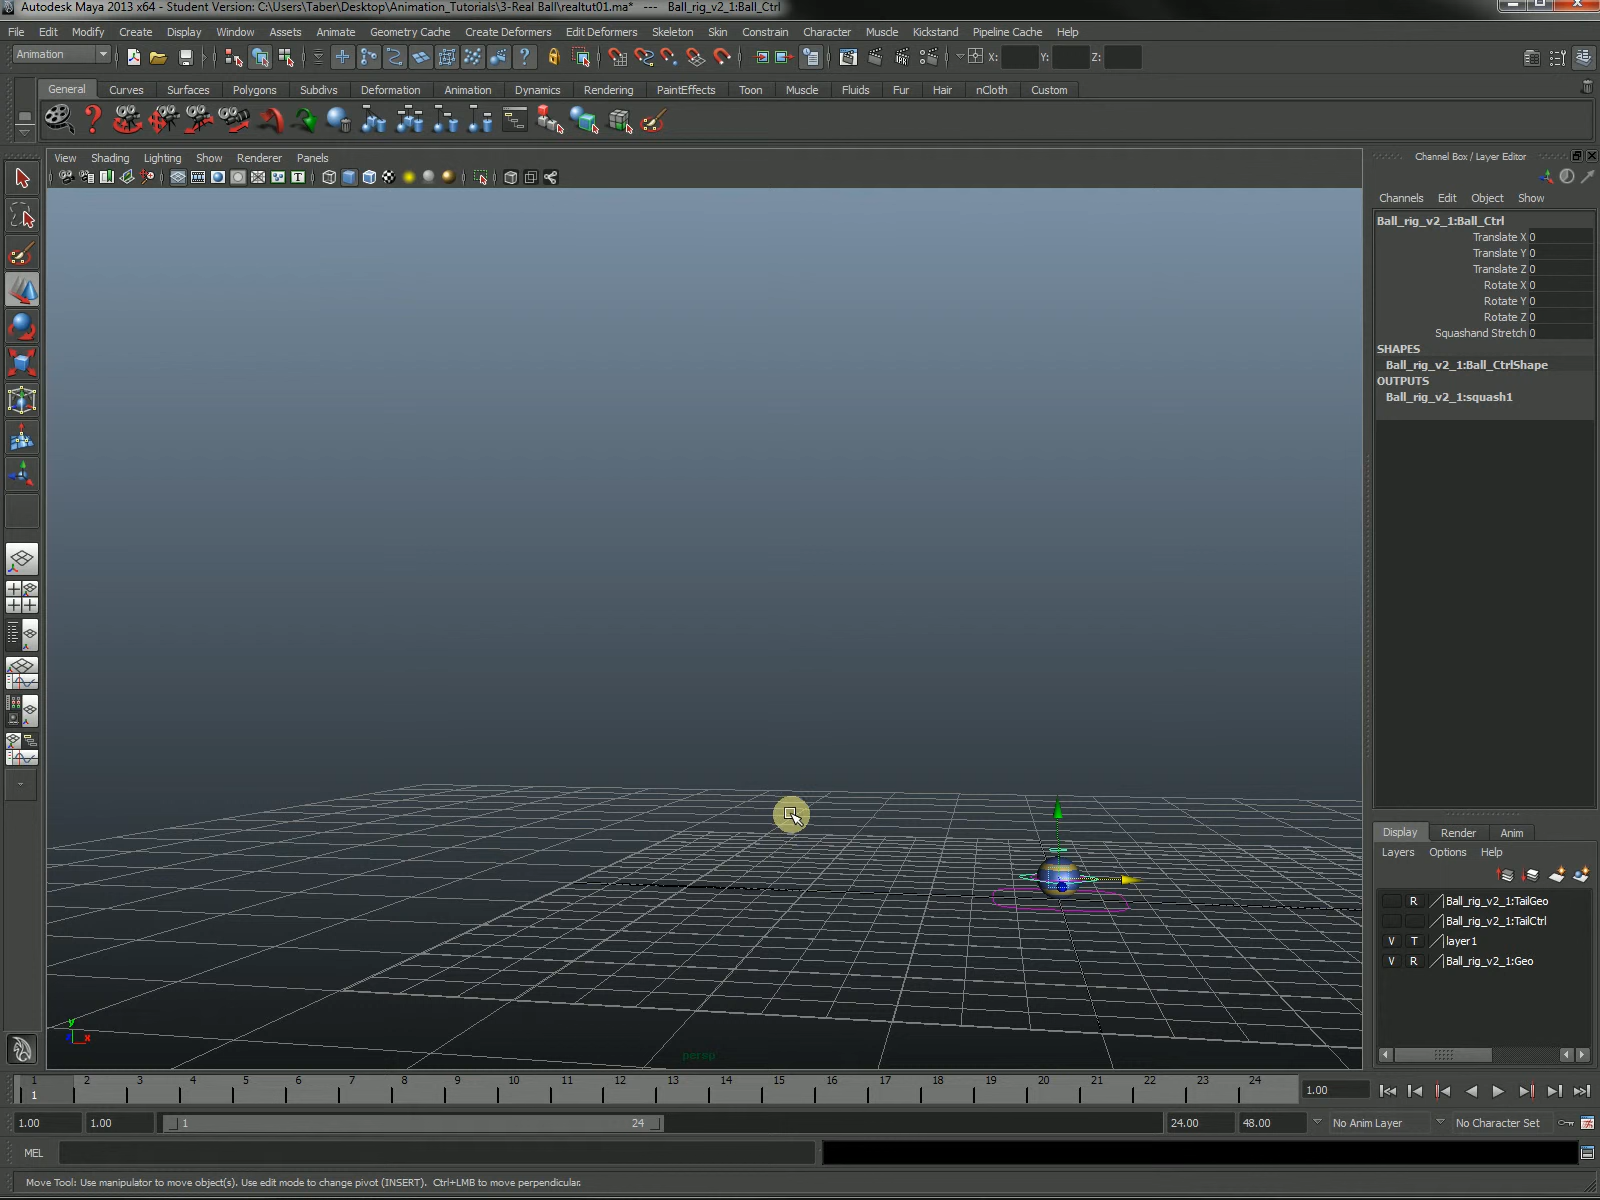 Autodesk Maya 2013 x64 - Student Version: C:\Users\Taber\Desktop\Animation_Tutorials\3-Real Ball\realtut01.ma* --- Ball_rig_v2_1:Ball_Ctrl
File Edit Modify Create Display Window Assets Animate Geometry Cache Create Deformers Edit Deformers Skeleton Skin Constrain Character Muscle Kickstand Pipeline Cache Help
Animation X: Y: Z:
General Curves Surfaces Polygons Subdivs Deformation Animation Dynamics Rendering PaintEffects Toon Muscle Fluids Fur Hair nCloth Custom
View Shading Lighting Show Renderer Panels
Channel Box / Layer Editor
Channels Edit Object Show
Ball_rig_v2_1:Ball_Ctrl
Translate X 0
Translate Y 0
Translate Z 0
Rotate X 0
Rotate Y 0
Rotate Z 0
Squashand Stretch 0
SHAPES
Ball_rig_v2_1:Ball_CtrlShape
OUTPUTS
Ball_rig_v2_1:squash1
Display Render Anim
Layers Options Help
R Ball_rig_v2_1:TailGeo
Ball_rig_v2_1:TailCtrl
V T layer1
V R Ball_rig_v2_1:Geo
y
x
persp
1 2 3 4 5 6 7 8 9 10 11 12 13 14 15 16 17 18 19 20 21 22 23 24
1 1.00
1.00 1.00 1 24 24.00 48.00 No Anim Layer No Character Set
MEL
Move Tool: Use manipulator to move object(s). Use edit mode to change pivot (INSERT). Ctrl+LMB to move perpendicular.